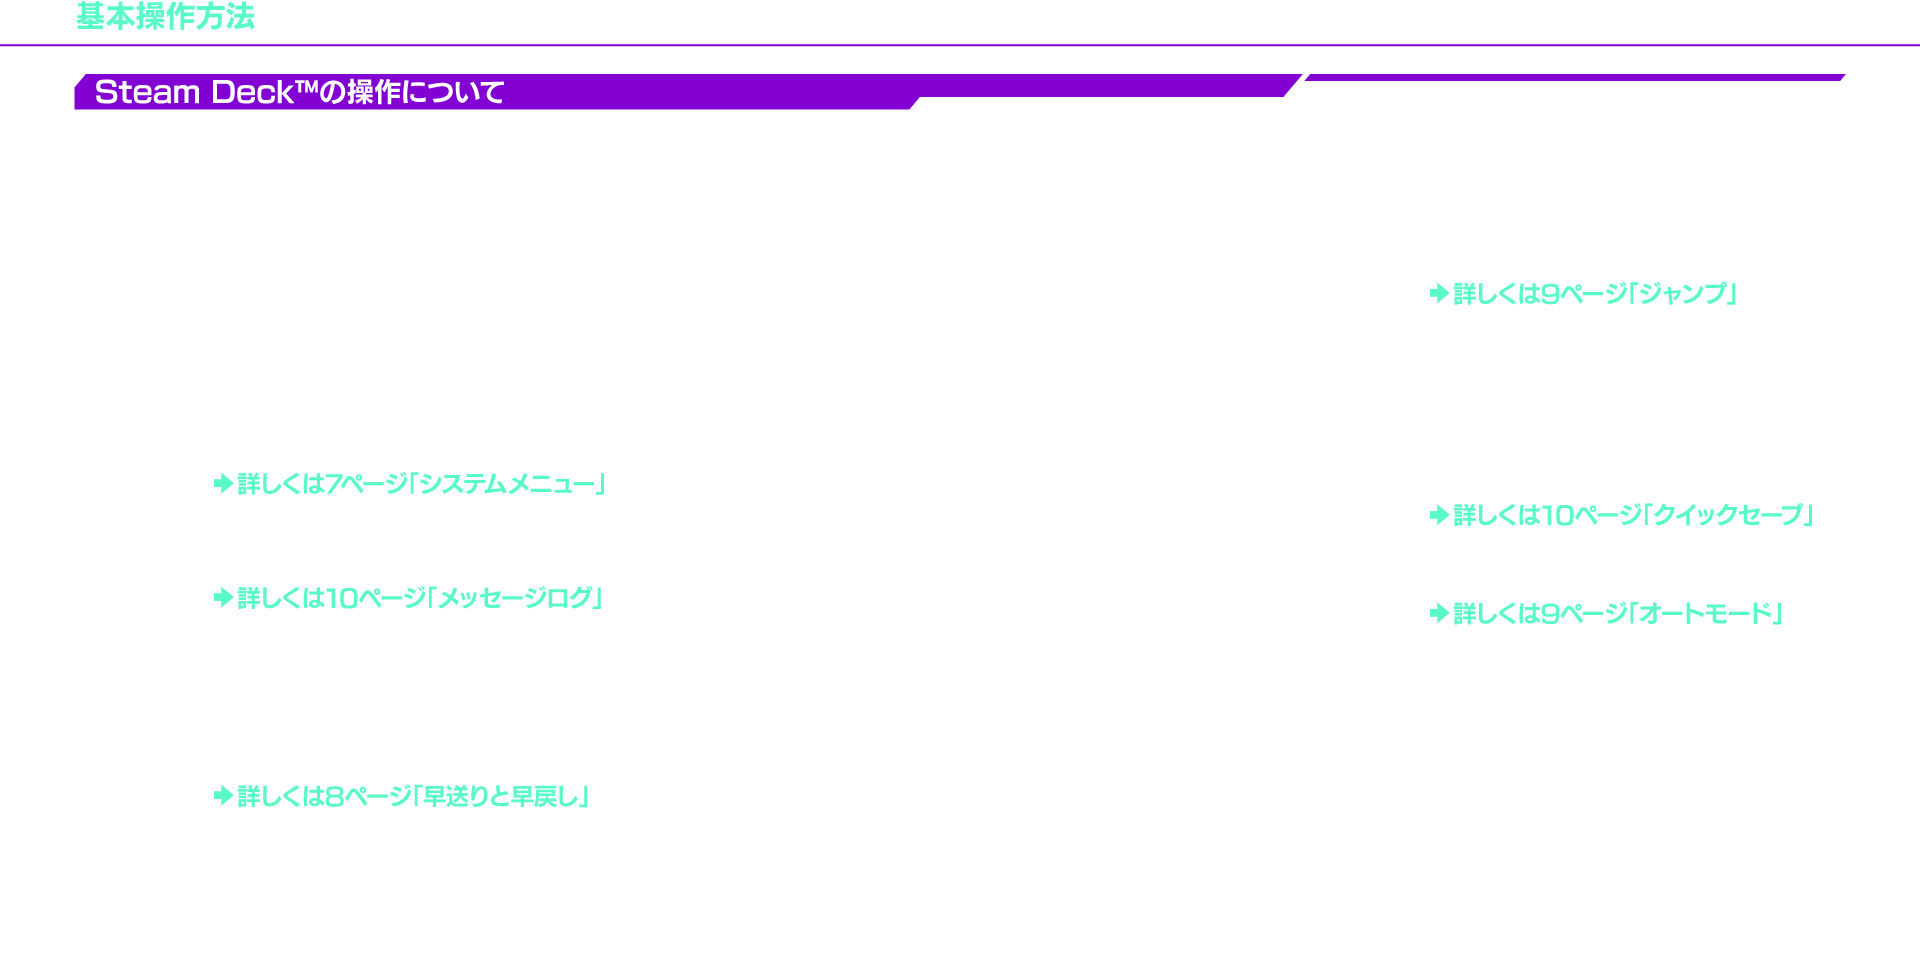 基本操作方法
Steam Deck™の操作について
➡詳しくは9ページ「ジャンプ」
➡詳しくは7ページ「システムメニュー」
➡詳しくは10ページ「クイックセーブ」
➡詳しくは10ページ「メッセージログ」
➡詳しくは9ページ「オートモード」
➡詳しくは8ページ「早送りと早戻し」